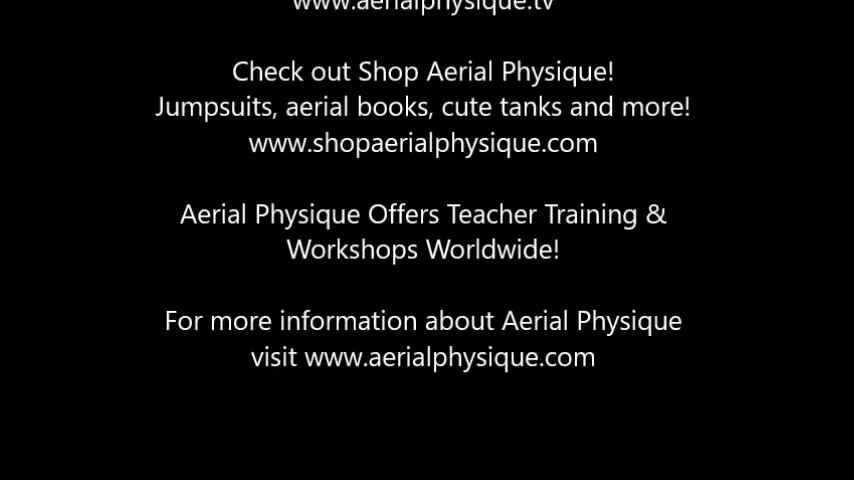 www.aerialphysique.tv
Check out Shop Aerial Physique!
Jumpsuits, aerial books, cute tanks and more!
www.shopaerialphysique.com
Aerial Physique Offers Teacher Training &
Workshops Worldwide!
For more information about Aerial Physique
visit www.aerialphysique.com